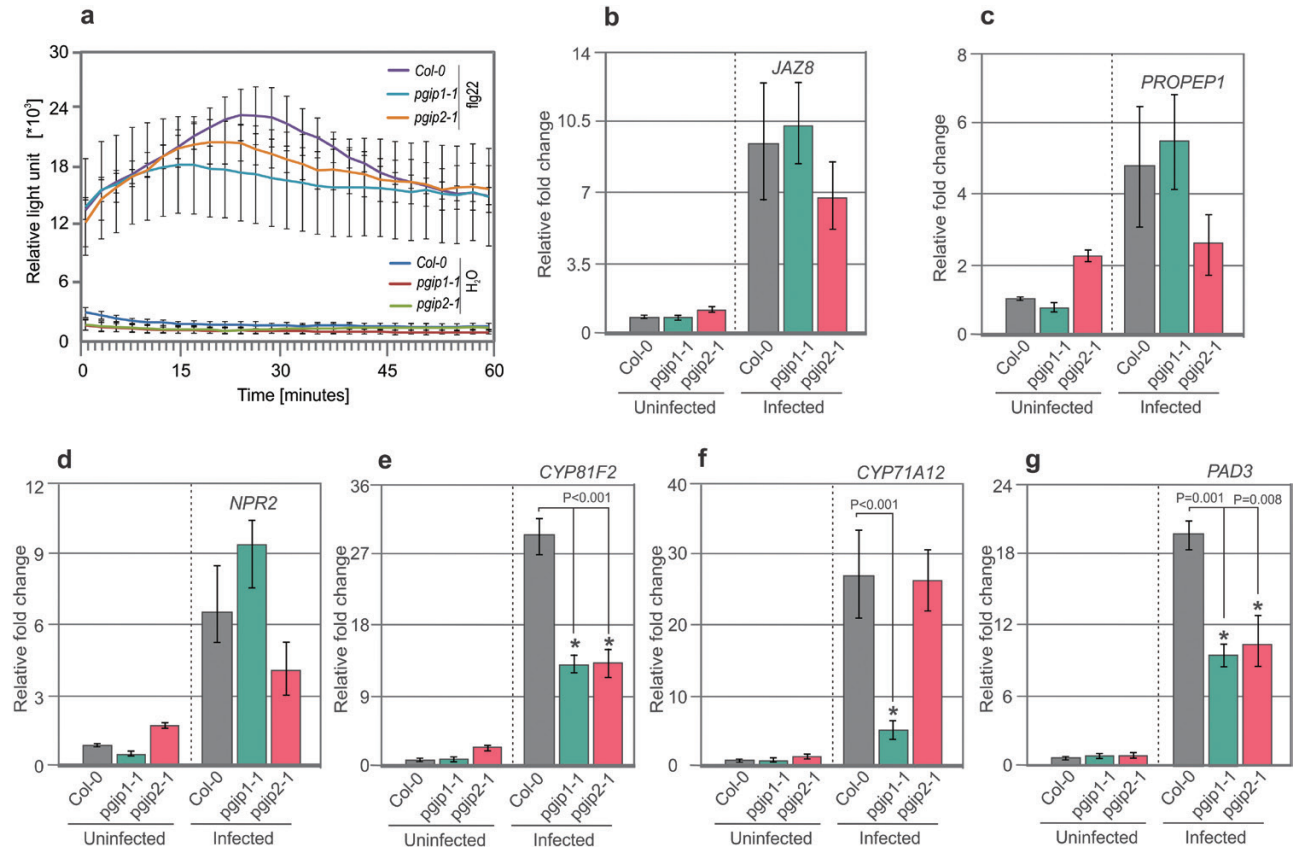 a
30
24
18
12
6
0
Relative light unit [*10³]
Col-0
pgip1-1
pgip2-1
flg22
Col-0
pgip1-1
pgip2-1
H₂O
0 15 30 45 60
Time [minutes]
b
14
10.5
7
3.5
0
Relative fold change
JAZ8
Col-0 pgip1-1 pgip2-1 Col-0 pgip1-1 pgip2-1
Uninfected Infected
c
8
6
4
2
0
Relative fold change
PROPEP1
Col-0 pgip1-1 pgip2-1 Col-0 pgip1-1 pgip2-1
Uninfected Infected
d
12
9
6
3
0
Relative fold change
NPR2
Col-0 pgip1-1 pgip2-1 Col-0 pgip1-1 pgip2-1
Uninfected Infected
e
36
27
18
9
0
Relative fold change
CYP81F2
P<0.001
* *
Col-0 pgip1-1 pgip2-1 Col-0 pgip1-1 pgip2-1
Uninfected Infected
f
40
30
20
10
0
Relative fold change
CYP71A12
P<0.001
*
Col-0 pgip1-1 pgip2-1 Col-0 pgip1-1 pgip2-1
Uninfected Infected
g
24
18
12
6
0
Relative fold change
PAD3
P=0.001 P=0.008
* *
Col-0 pgip1-1 pgip2-1 Col-0 pgip1-1 pgip2-1
Uninfected Infected